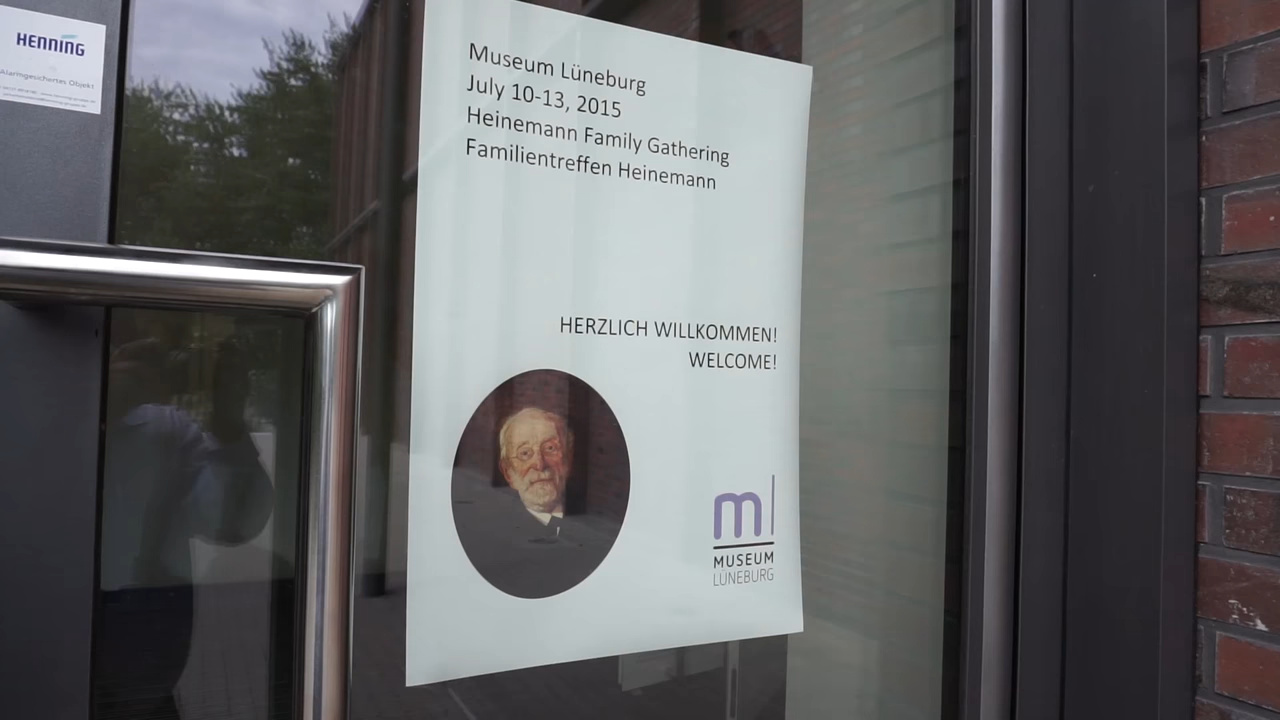 HENNING
Alarmgesichertes Objekt
Museum Lüneburg
July 10-13, 2015
Heinemann Family Gathering
Familientreffen Heinemann
HERZLICH WILLKOMMEN!
WELCOME!
m
MUSEUM
LÜNEBURG